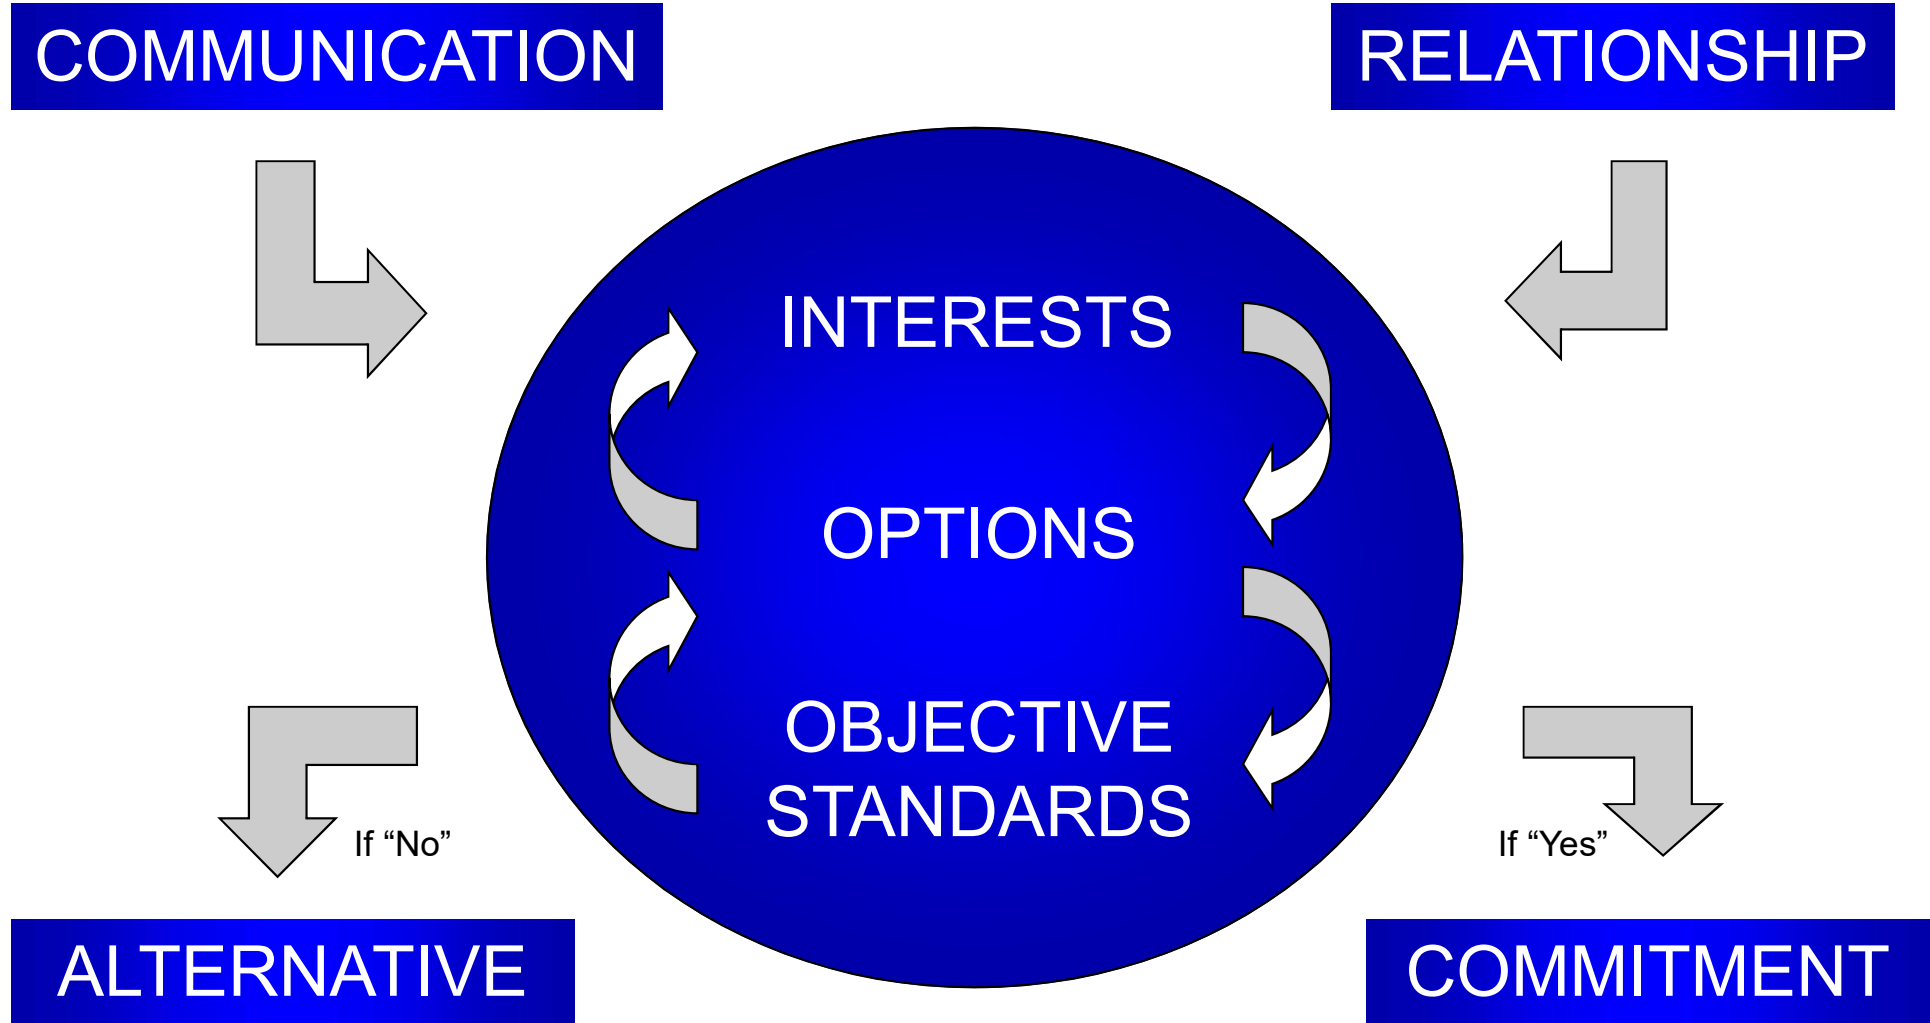 COMMUNICATION
RELATIONSHIP
INTERESTS
OPTIONS
OBJECTIVE
STANDARDS
If “No”
If “Yes”
ALTERNATIVE
COMMITMENT